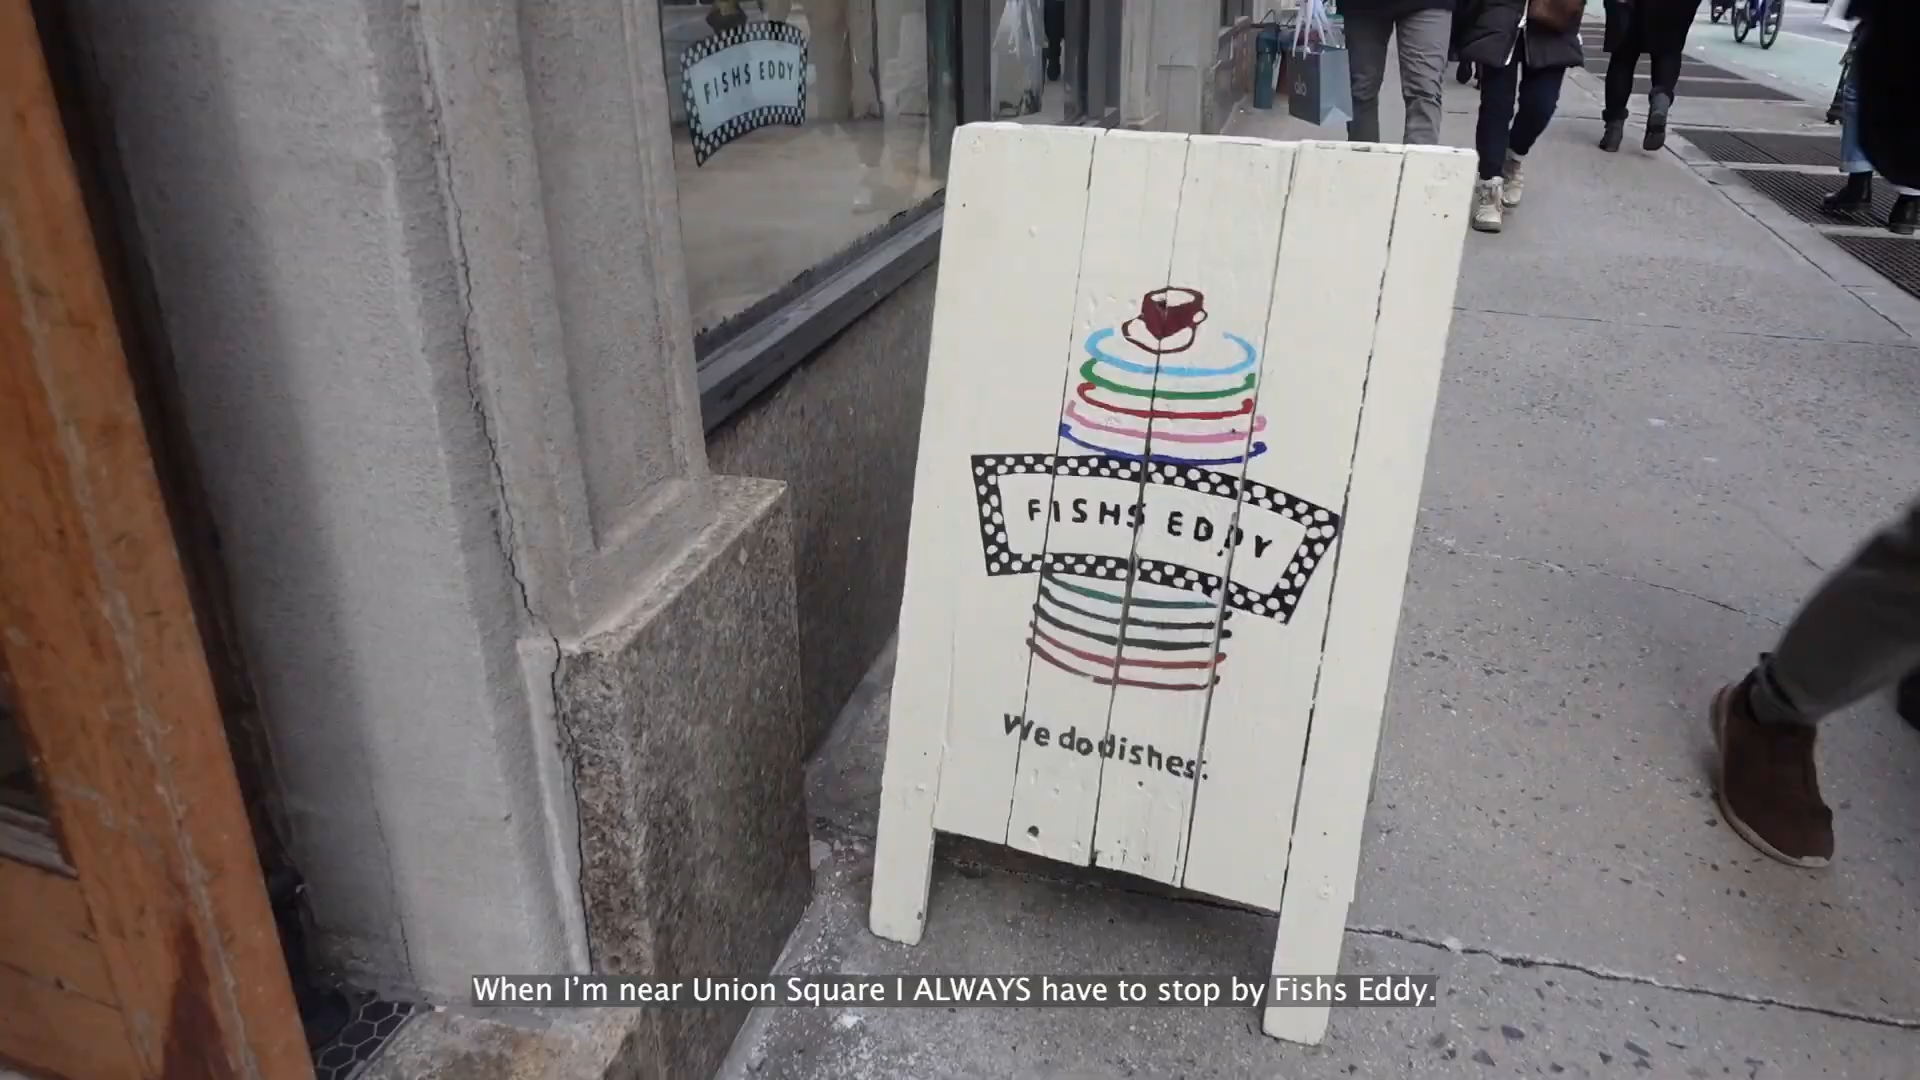 FISHS EDDY
FISHS EDDY
We do dishes.
When I'm near Union Square I ALWAYS have to stop by Fishs Eddy.